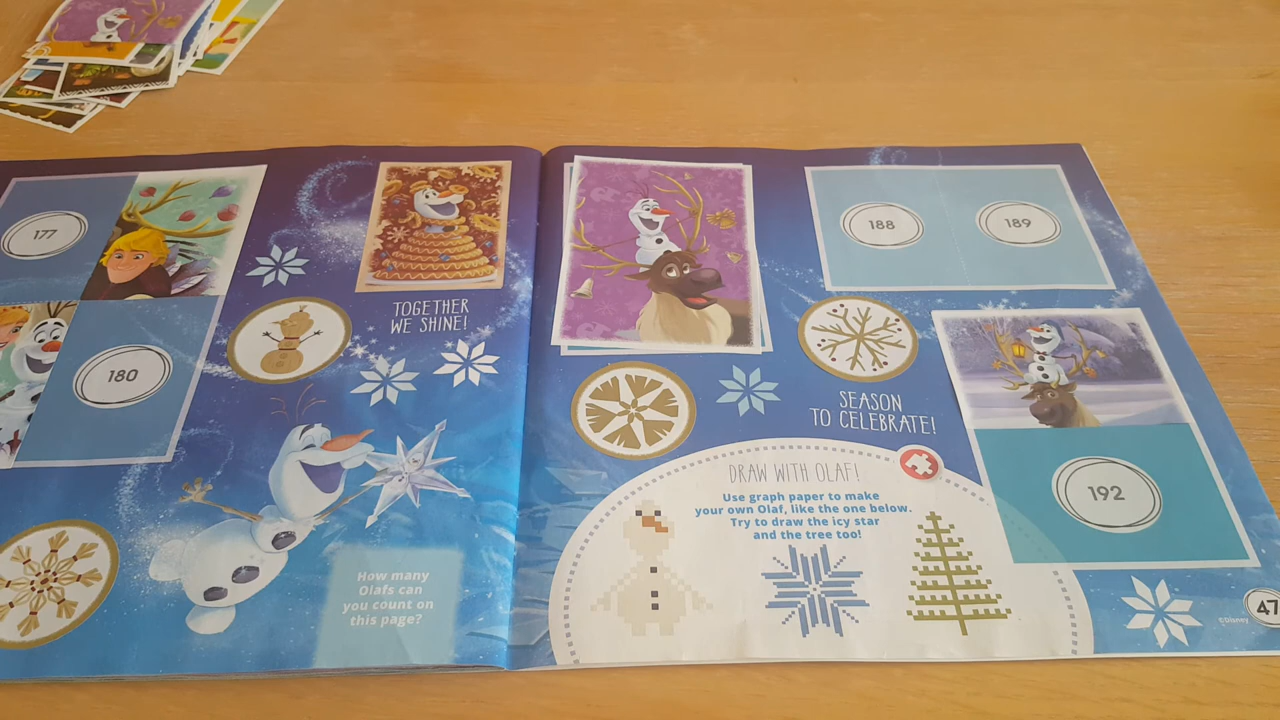 177
180
TOGETHER
WE SHINE!
How many
Olafs can
you count on
this page?
188
189
SEASON
TO CELEBRATE!
192
DRAW WITH OLAF!
Use graph paper to make
your own Olaf, like the one below.
Try to draw the icy star
and the tree too!
©Disney
47